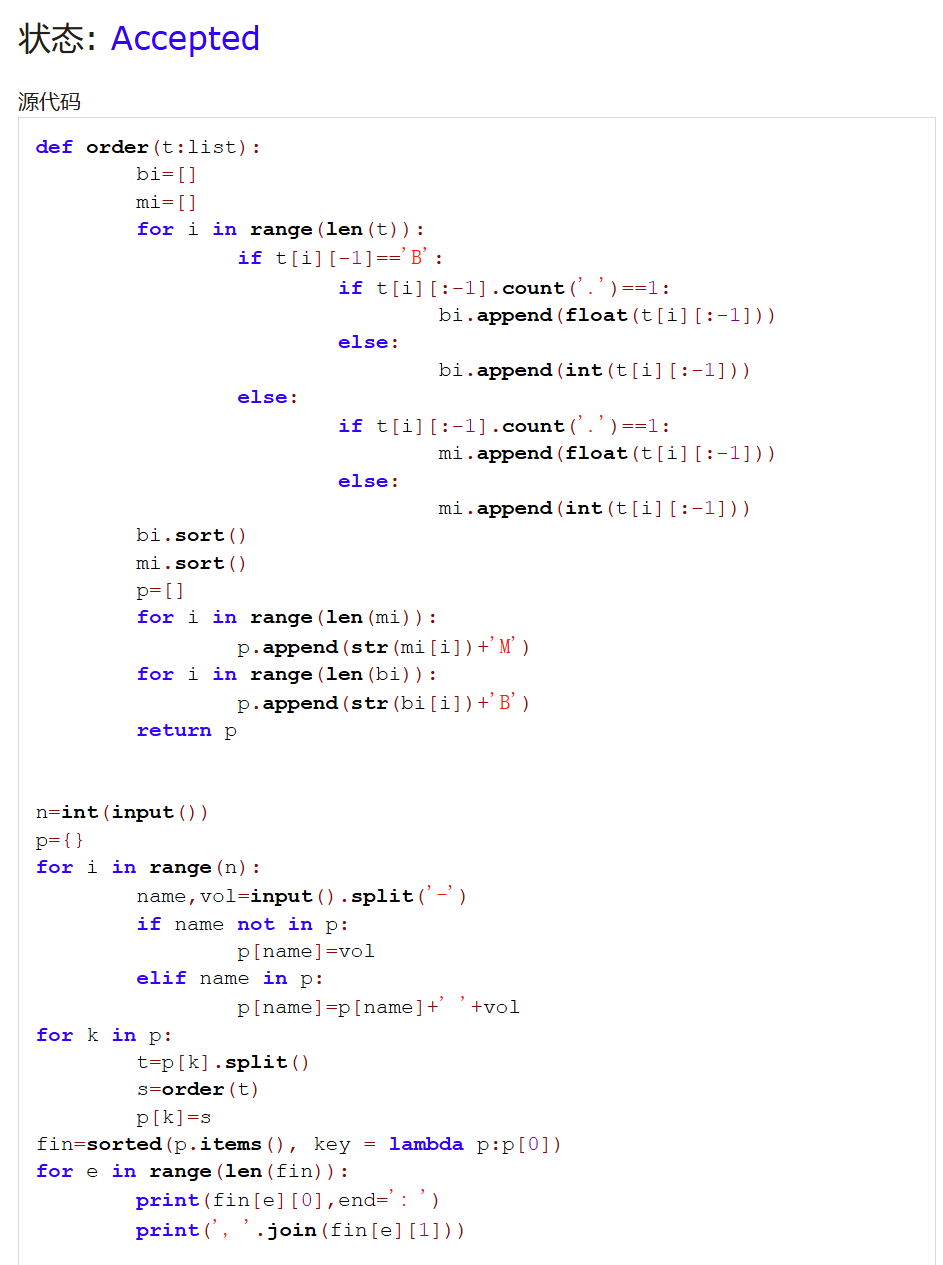 状态: Accepted
源代码
def order(t:list):
        bi=[]
        mi=[]
        for i in range(len(t)):
                if t[i][-1]=='B':
                        if t[i][:-1].count('.')==1:
                                bi.append(float(t[i][:-1]))
                        else:
                                bi.append(int(t[i][:-1]))
                else:
                        if t[i][:-1].count('.')==1:
                                mi.append(float(t[i][:-1]))
                        else:
                                mi.append(int(t[i][:-1]))
        bi.sort()
        mi.sort()
        p=[]
        for i in range(len(mi)):
                p.append(str(mi[i])+'M')
        for i in range(len(bi)):
                p.append(str(bi[i])+'B')
        return p
n=int(input())
p={}
for i in range(n):
        name,vol=input().split('-')
        if name not in p:
                p[name]=vol
        elif name in p:
                p[name]=p[name]+' '+vol
for k in p:
        t=p[k].split()
        s=order(t)
        p[k]=s
fin=sorted(p.items(), key = lambda p:p[0])
for e in range(len(fin)):
        print(fin[e][0],end=': ')
        print(', '.join(fin[e][1]))